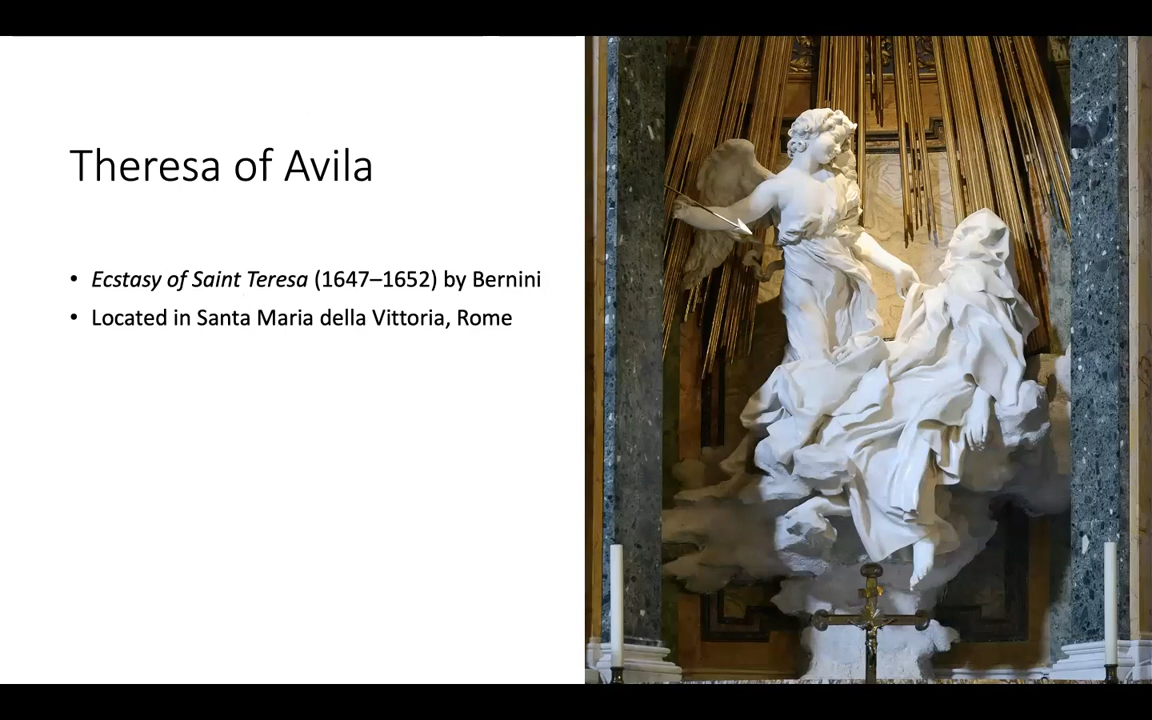 Theresa of Avila
• Ecstasy of Saint Teresa (1647–1652) by Bernini
• Located in Santa Maria della Vittoria, Rome